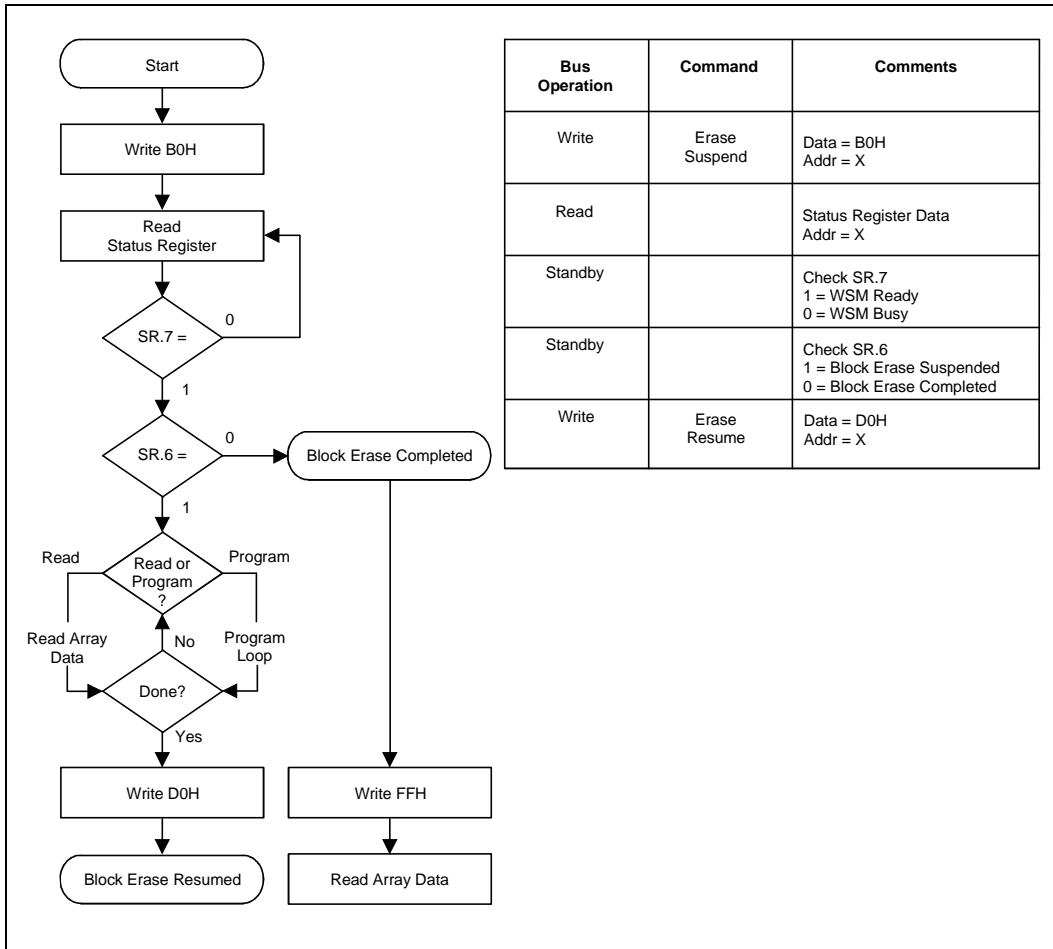 Start
Write B0H
Read
Status Register
SR.7 =
0
1
SR.6 =
0
Block Erase Completed
1
Read
Read or
Program
?
Program
Read Array
Data
No
Program
Loop
Done?
Yes
Write D0H
Write FFH
Block Erase Resumed
Read Array Data
Bus
Operation
Command
Comments
Write
Erase
Suspend
Data = B0H
Addr = X
Read
Status Register Data
Addr = X
Standby
Check SR.7
1 = WSM Ready
0 = WSM Busy
Standby
Check SR.6
1 = Block Erase Suspended
0 = Block Erase Completed
Write
Erase
Resume
Data = D0H
Addr = X